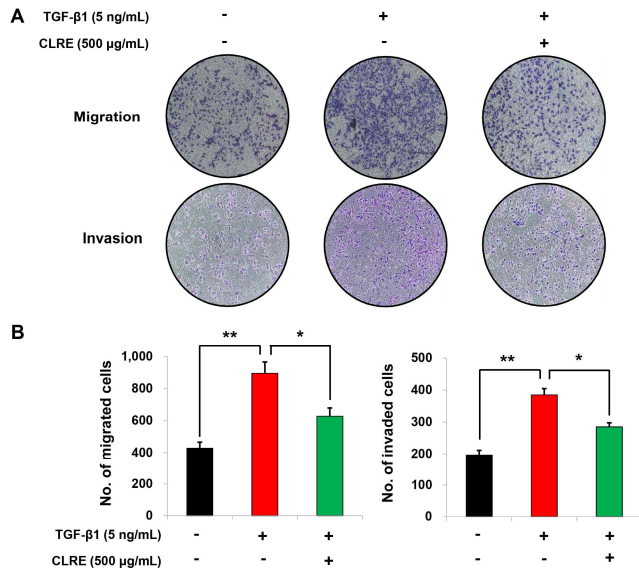 A
TGF-β1 (5 ng/mL) - + +
CLRE (500 μg/mL) - - +
Migration
Invasion
B
** *
1,000
800
600
400
200
0
No. of migrated cells
** *
500
400
300
200
100
0
No. of invaded cells
TGF-β1 (5 ng/mL) - + + - + +
CLRE (500 μg/mL) - - + - - +